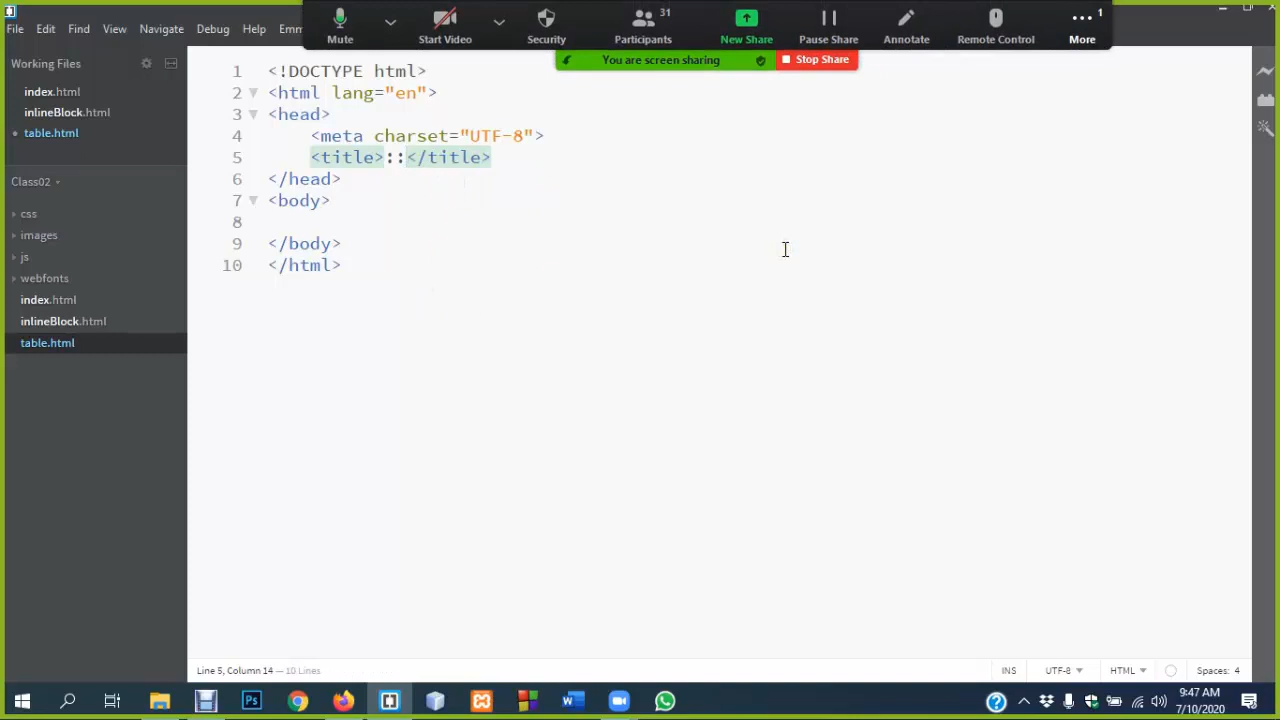 31
1
Mute
Start Video
Security
Participants
New Share
Pause Share
Annotate
Remote Control
More
You are screen sharing
Stop Share
File Edit Find View Navigate Debug Help Emm
Working Files
index.html
inlineBlock.html
table.html
Class02
css
images
js
webfonts
index.html
inlineBlock.html
table.html
1 <!DOCTYPE html>
2 <html lang="en">
3 <head>
4 <meta charset="UTF-8">
5 <title>::</title>
6 </head>
7 <body>
8
9 </body>
10 </html>
Line 5, Column 14 — 10 Lines
INS UTF-8 HTML Spaces: 4
Ps
9:47 AM
7/10/2020